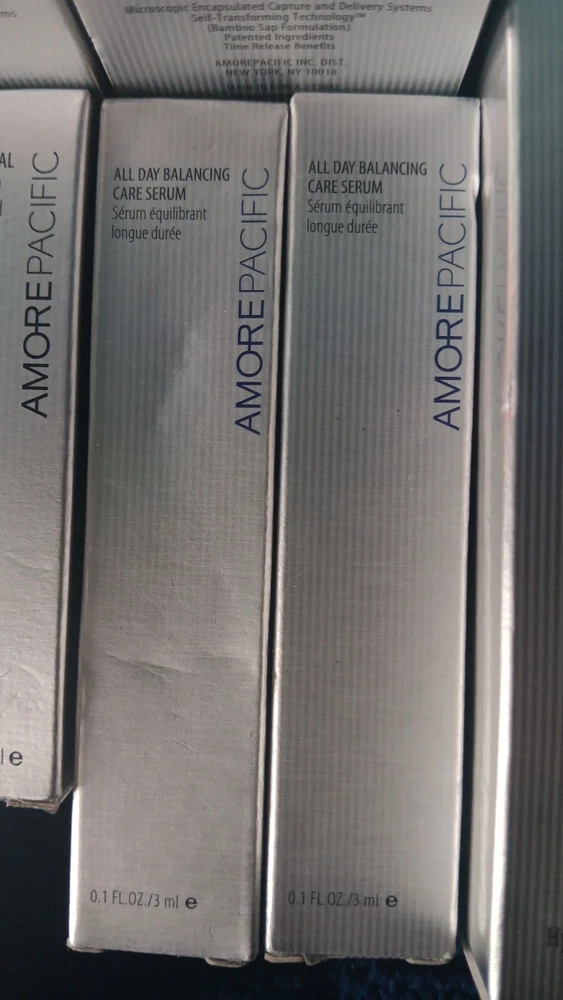 Microscopic Encapsulated Capture and Delivery Systems
Self-Transforming Technology™
(Bamboo Sap Formulation)
Patented Ingredients
Time Release Benefits
AMOREPACIFIC INC. DIST.
NEW YORK, NY 10018
AL
AMOREPACIFIC
l e
ALL DAY BALANCING
CARE SERUM
Sérum équilibrant
longue durée
AMOREPACIFIC
0.1 FL.OZ./3 ml e
ALL DAY BALANCING
CARE SERUM
Sérum équilibrant
longue durée
AMOREPACIFIC
0.1 FL.OZ./3 ml e